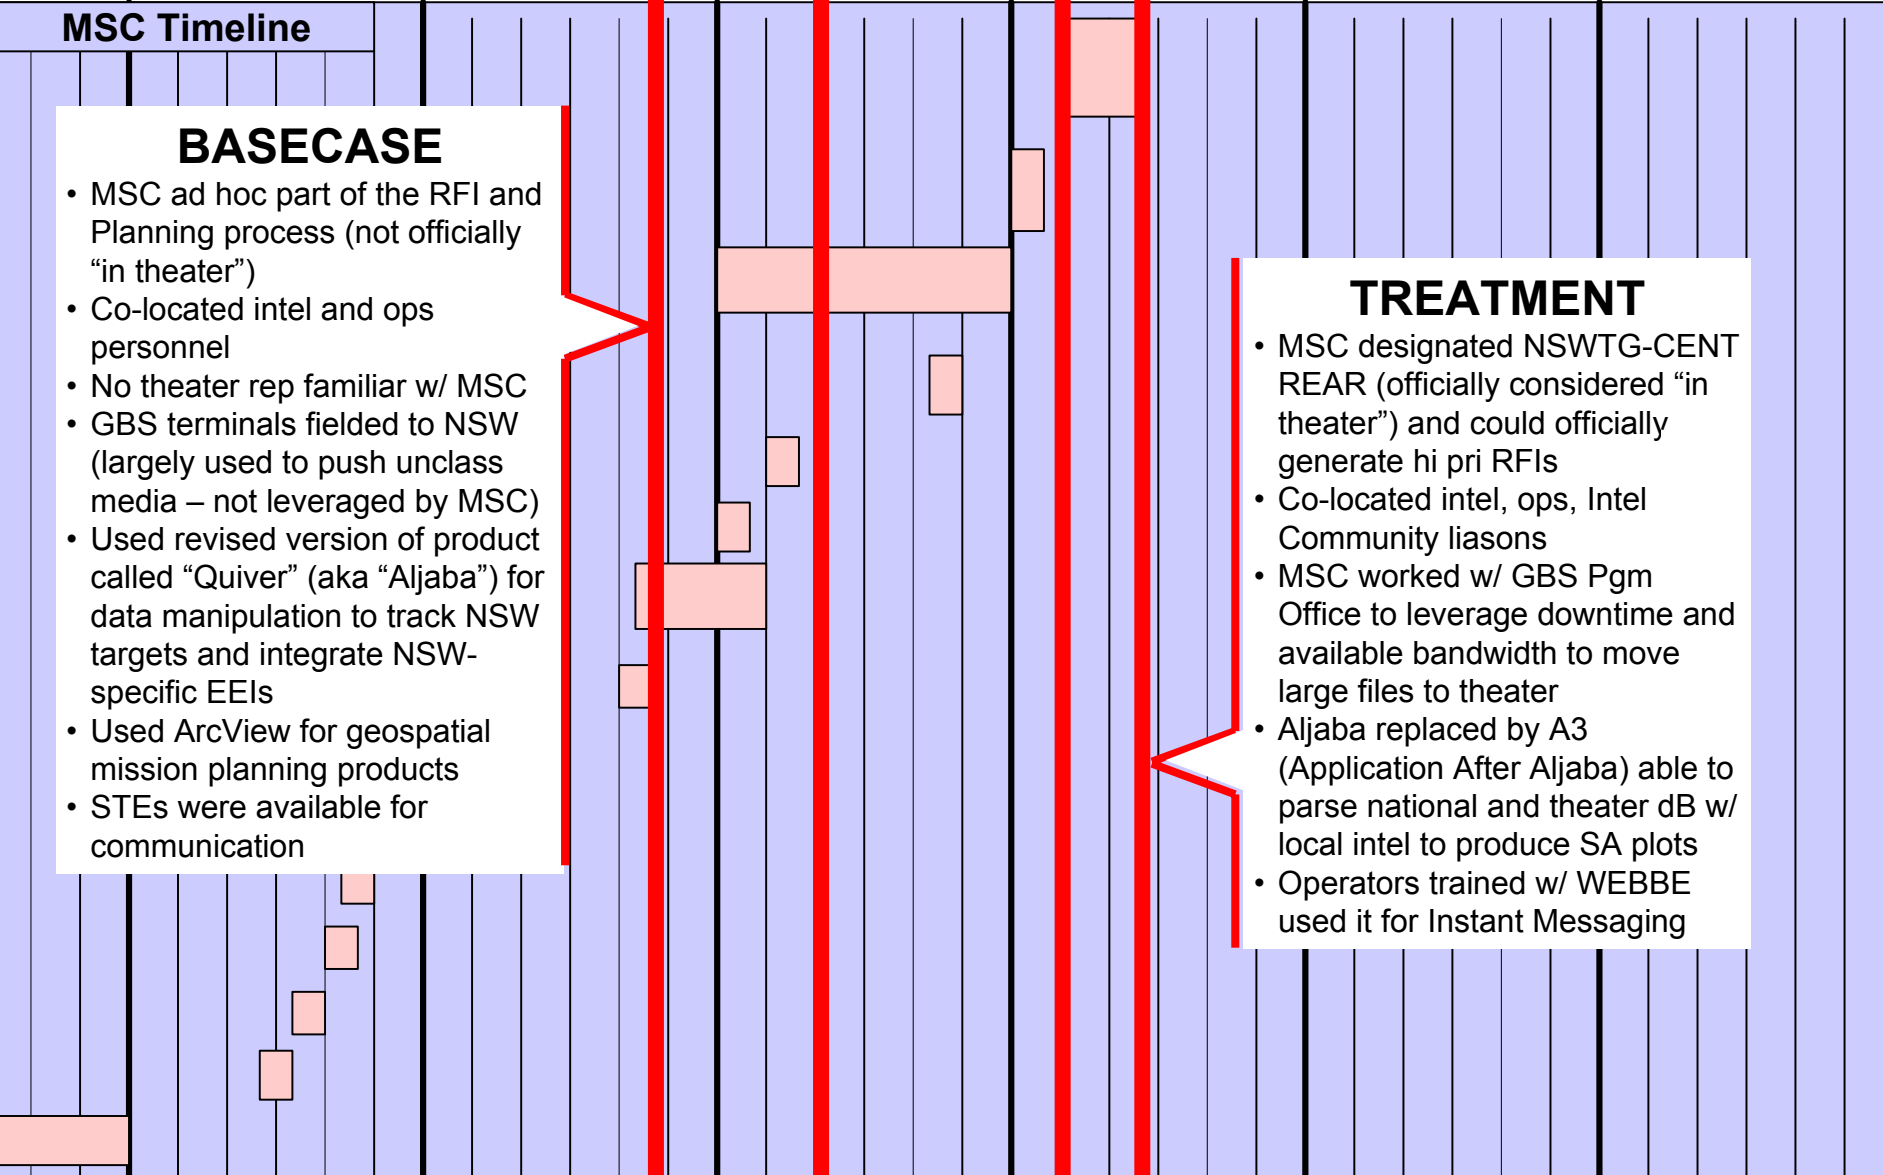 MSC Timeline
BASECASE
• MSC ad hoc part of the RFI and
Planning process (not officially
“in theater”)
• Co-located intel and ops
personnel
• No theater rep familiar w/ MSC
• GBS terminals fielded to NSW
(largely used to push unclass
media – not leveraged by MSC)
• Used revised version of product
called “Quiver” (aka “Aljaba”) for
data manipulation to track NSW
targets and integrate NSW-
specific EEIs
• Used ArcView for geospatial
mission planning products
• STEs were available for
communication
TREATMENT
• MSC designated NSWTG-CENT
REAR (officially considered “in
theater”) and could officially
generate hi pri RFIs
• Co-located intel, ops, Intel
Community liasons
• MSC worked w/ GBS Pgm
Office to leverage downtime and
available bandwidth to move
large files to theater
• Aljaba replaced by A3
(Application After Aljaba) able to
parse national and theater dB w/
local intel to produce SA plots
• Operators trained w/ WEBBE
used it for Instant Messaging